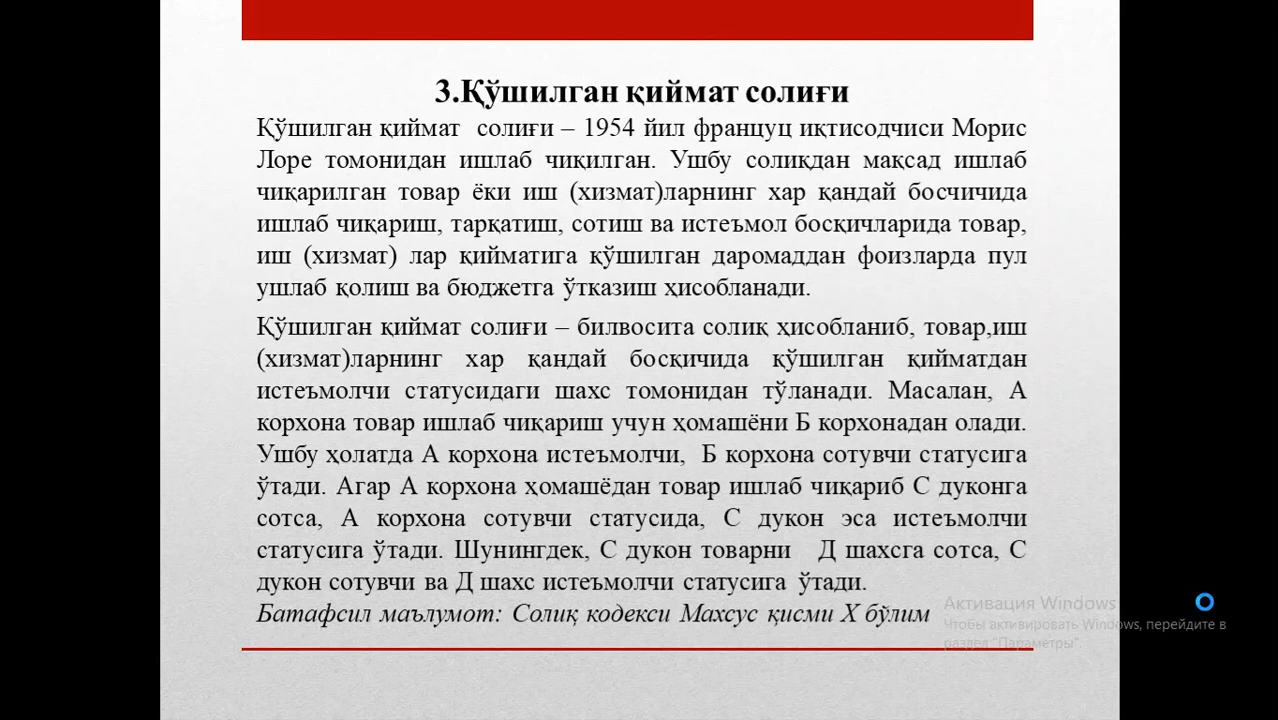 3.Қўшилган қиймат солиғи
Қўшилган қиймат солиғи – 1954 йил француц иқтисодчиси Морис
Лоре томонидан ишлаб чиқилган. Ушбу солиқдан мақсад ишлаб
чиқарилган товар ёки иш (хизмат)ларнинг хар қандай босчичида
ишлаб чиқариш, тарқатиш, сотиш ва истеъмол босқичларида товар,
иш (хизмат) лар қийматига қўшилган даромаддан фоизларда пул
ушлаб қолиш ва бюджетга ўтказиш ҳисобланади.
Қўшилган қиймат солиғи – билвосита солиқ ҳисобланиб, товар,иш
(хизмат)ларнинг хар қандай босқичида қўшилган қийматдан
истеъмолчи статусидаги шахс томонидан тўланади. Масалан, А
корхона товар ишлаб чиқариш учун ҳомашёни Б корхонадан олади.
Ушбу ҳолатда А корхона истеъмолчи, Б корхона сотувчи статусига
ўтади. Агар А корхона ҳомашёдан товар ишлаб чиқариб С дуконга
сотса, А корхона сотувчи статусида, С дукон эса истеъмолчи
статусига ўтади. Шунингдек, С дукон товарни Д шахсга сотса, С
дукон сотувчи ва Д шахс истеъмолчи статусига ўтади.
Батафсил маълумот: Солиқ кодекси Махсус қисми X бўлим
Активация Windows
Чтобы активировать Windows, перейдите в
раздел "Параметры".